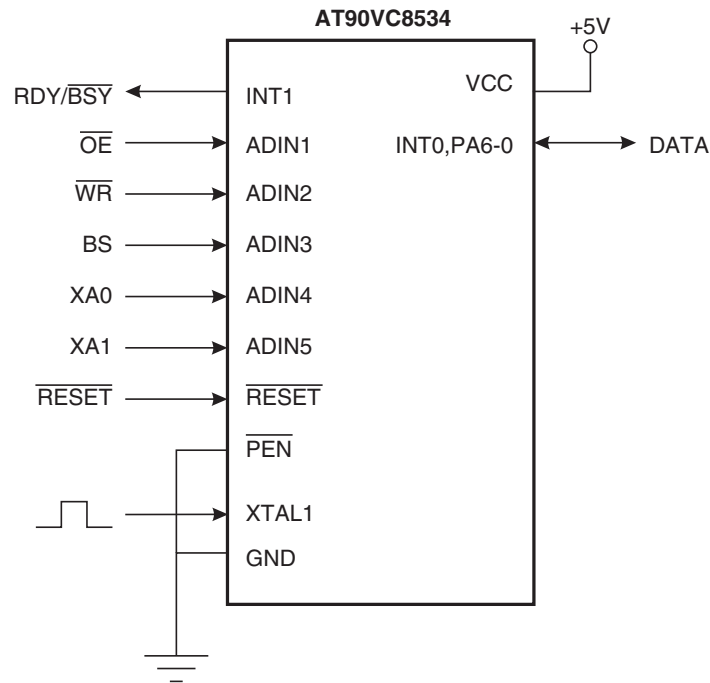 AT90VC8534
+5V
RDY/BSY INT1 VCC
OE ADIN1 INT0,PA6-0 DATA
WR ADIN2
BS ADIN3
XA0 ADIN4
XA1 ADIN5
RESET RESET
PEN
XTAL1
GND